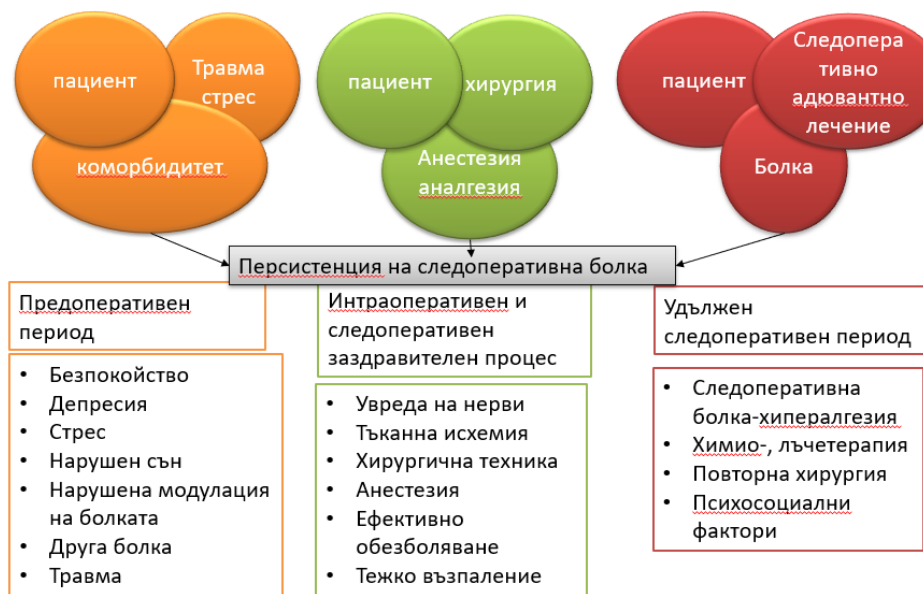 пациент
Травма
стрес
коморбидитет
пациент
хирургия
Анестезия
аналгезия
пациент
Следопера
тивно
адювантно
лечение
Болка
Персистенция на следоперативна болка
Предоперативен
период
• Безпокойство
• Депресия
• Стрес
• Нарушен сън
• Нарушена модулация
на болката
• Друга болка
• Травма
Интраоперативен и
следоперативен
заздравителен процес
• Увреда на нерви
• Тъканна исхемия
• Хирургична техника
• Анестезия
• Ефективно
обезболяване
• Тежко възпаление
Удължен
следоперативен период
• Следоперативна
болка-хипералгезия
• Химио-, лъчетерапия
• Повторна хирургия
• Психосоциални
фактори